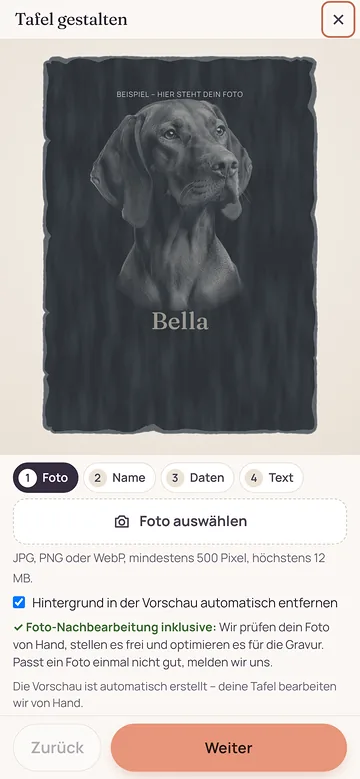 Tafel gestalten
BEISPIEL – HIER STEHT DEIN FOTO
Bella
1 Foto
2 Name
3 Daten
4 Text
Foto auswählen
JPG, PNG oder WebP, mindestens 500 Pixel, höchstens 12
MB.
Hintergrund in der Vorschau automatisch entfernen
✓ Foto-Nachbearbeitung inklusive: Wir prüfen dein Foto
von Hand, stellen es frei und optimieren es für die Gravur.
Passt ein Foto einmal nicht gut, melden wir uns.
Die Vorschau ist automatisch erstellt – deine Tafel bearbeiten
wir von Hand.
Zurück
Weiter